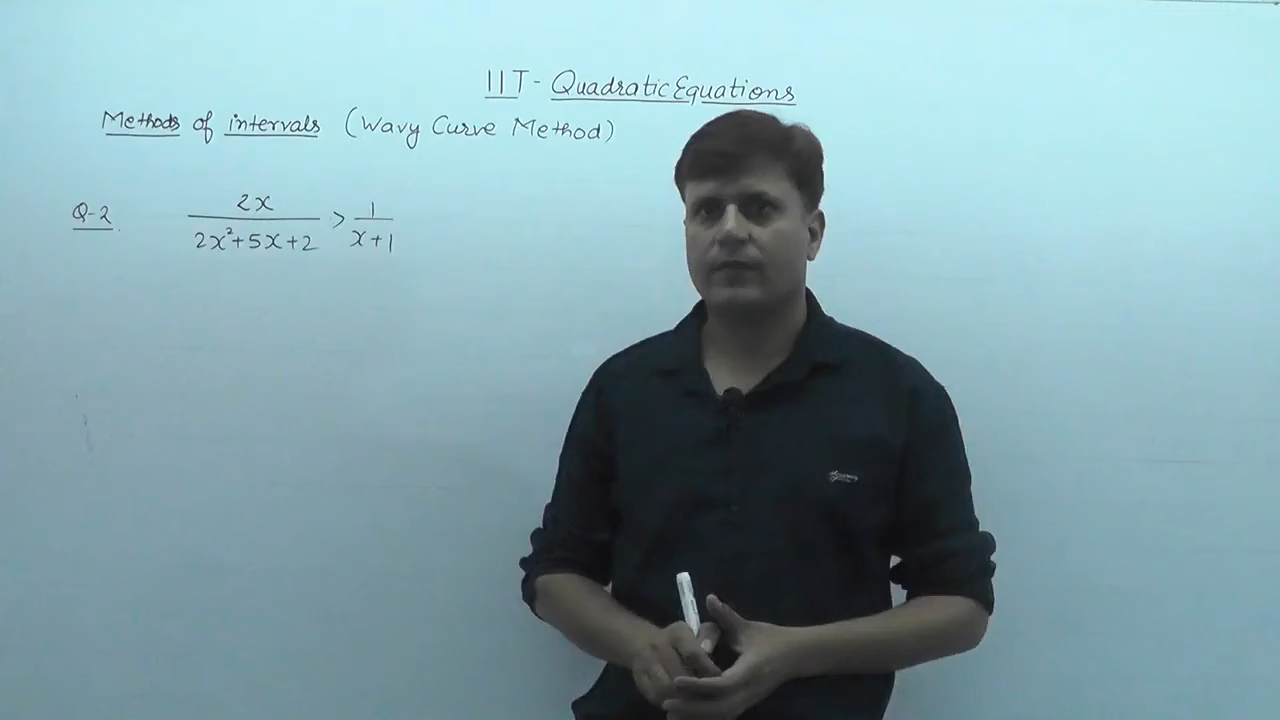 IIT - Quadratic Equations
Methods of intervals (Wavy Curve Method)
Q-2. 2x / 2x²+5x+2 > 1 / x+1